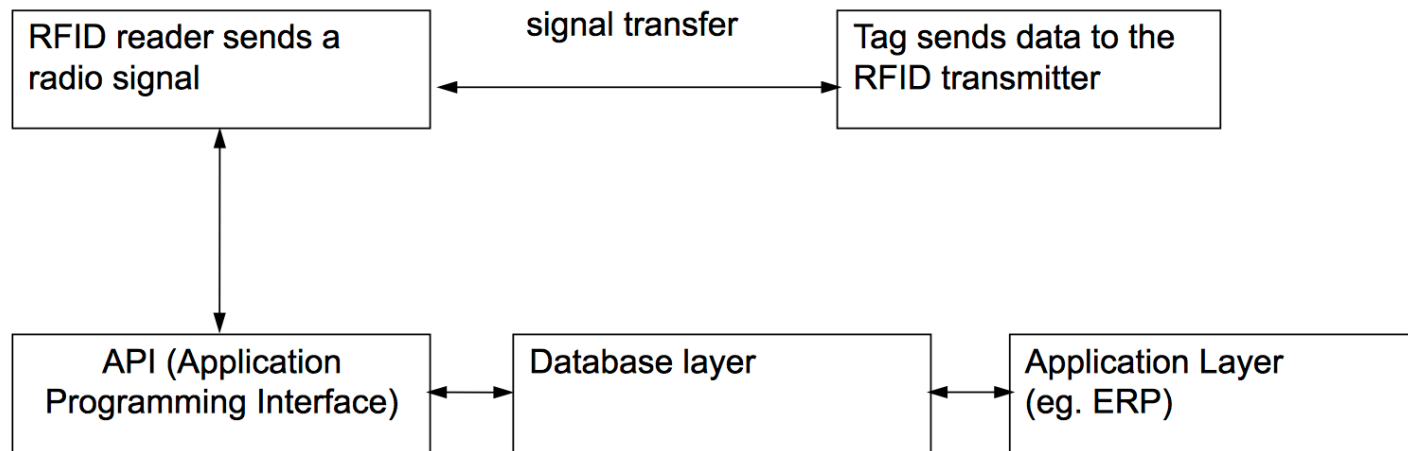 RFID reader sends a
radio signal
signal transfer
Tag sends data to the
RFID transmitter
API (Application
Programming Interface)
Database layer
Application Layer
(eg. ERP)